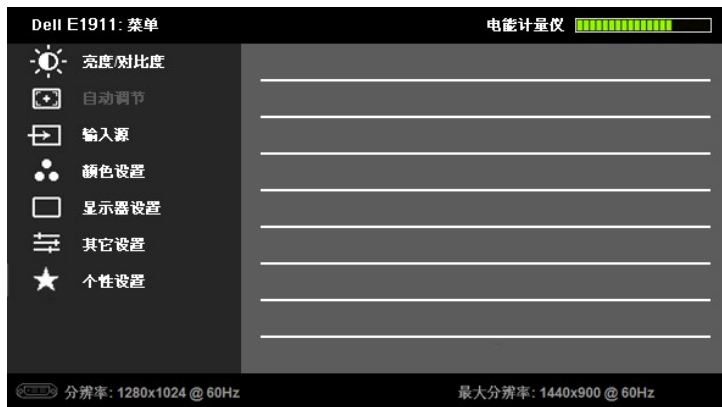 Dell E1911: 菜单
电能计量仪
亮度/对比度
自动调节
输入源
颜色设置
显示器设置
其它设置
个性设置
分辨率: 1280x1024 @ 60Hz
最大分辨率: 1440x900 @ 60Hz